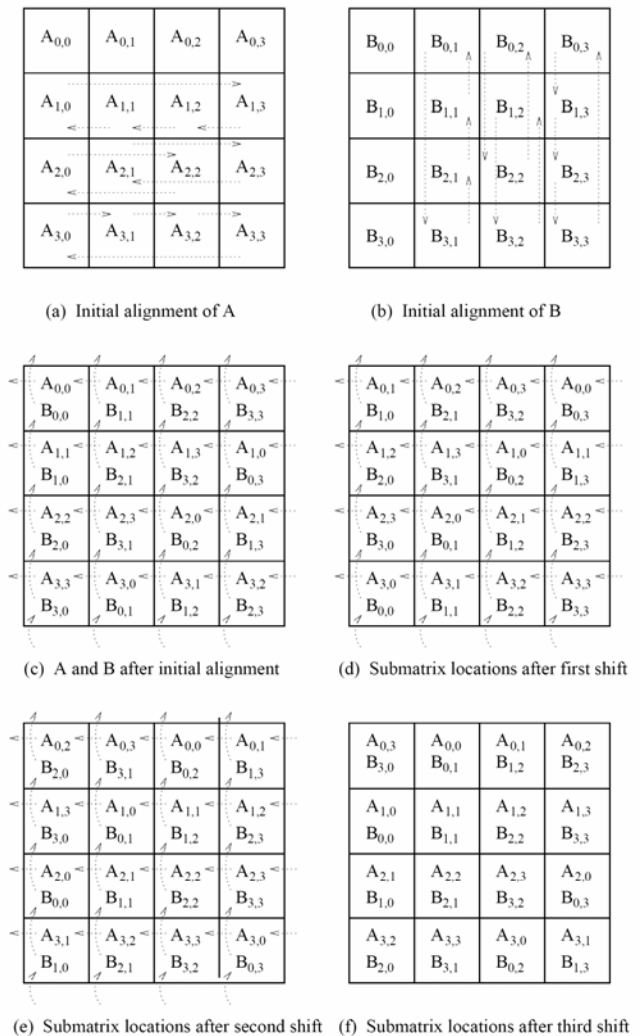 A0,0 A0,1 A0,2 A0,3 B0,0 B0,1 B0,2 B0,3
A1,0 A1,1 A1,2 A1,3 B1,0 B1,1 B1,2 B1,3
A2,0 A2,1 A2,2 A2,3 B2,0 B2,1 B2,2 B2,3
A3,0 A3,1 A3,2 A3,3 B3,0 B3,1 B3,2 B3,3
(a) Initial alignment of A
(b) Initial alignment of B
A0,0 A0,1 A0,2 A0,3 A0,1 A0,2 A0,3 A0,0
B0,0 B1,1 B2,2 B3,3 B1,0 B2,1 B3,2 B0,3
A1,1 A1,2 A1,3 A1,0 A1,2 A1,3 A1,0 A1,1
B1,0 B2,1 B3,2 B0,3 B2,0 B3,1 B0,2 B1,3
A2,2 A2,3 A2,0 A2,1 A2,3 A2,0 A2,1 A2,2
B2,0 B3,1 B0,2 B1,3 B3,0 B0,1 B1,2 B2,3
A3,3 A3,0 A3,1 A3,2 A3,0 A3,1 A3,2 A3,3
B3,0 B0,1 B1,2 B2,3 B0,0 B1,1 B2,2 B3,3
(c) A and B after initial alignment
(d) Submatrix locations after first shift
A0,2 A0,3 A0,0 A0,1 A0,3 A0,0 A0,1 A0,2
B2,0 B3,1 B0,2 B1,3 B3,0 B0,1 B1,2 B2,3
A1,3 A1,0 A1,1 A1,2 A1,0 A1,1 A1,2 A1,3
B3,0 B0,1 B1,2 B2,3 B0,0 B1,1 B2,2 B3,3
A2,0 A2,1 A2,2 A2,3 A2,1 A2,2 A2,3 A2,0
B0,0 B1,1 B2,2 B3,3 B1,0 B2,1 B3,2 B0,3
A3,1 A3,2 A3,3 A3,0 A3,2 A3,3 A3,0 A3,1
B1,0 B2,1 B3,2 B0,3 B2,0 B3,1 B0,2 B1,3
(e) Submatrix locations after second shift
(f) Submatrix locations after third shift